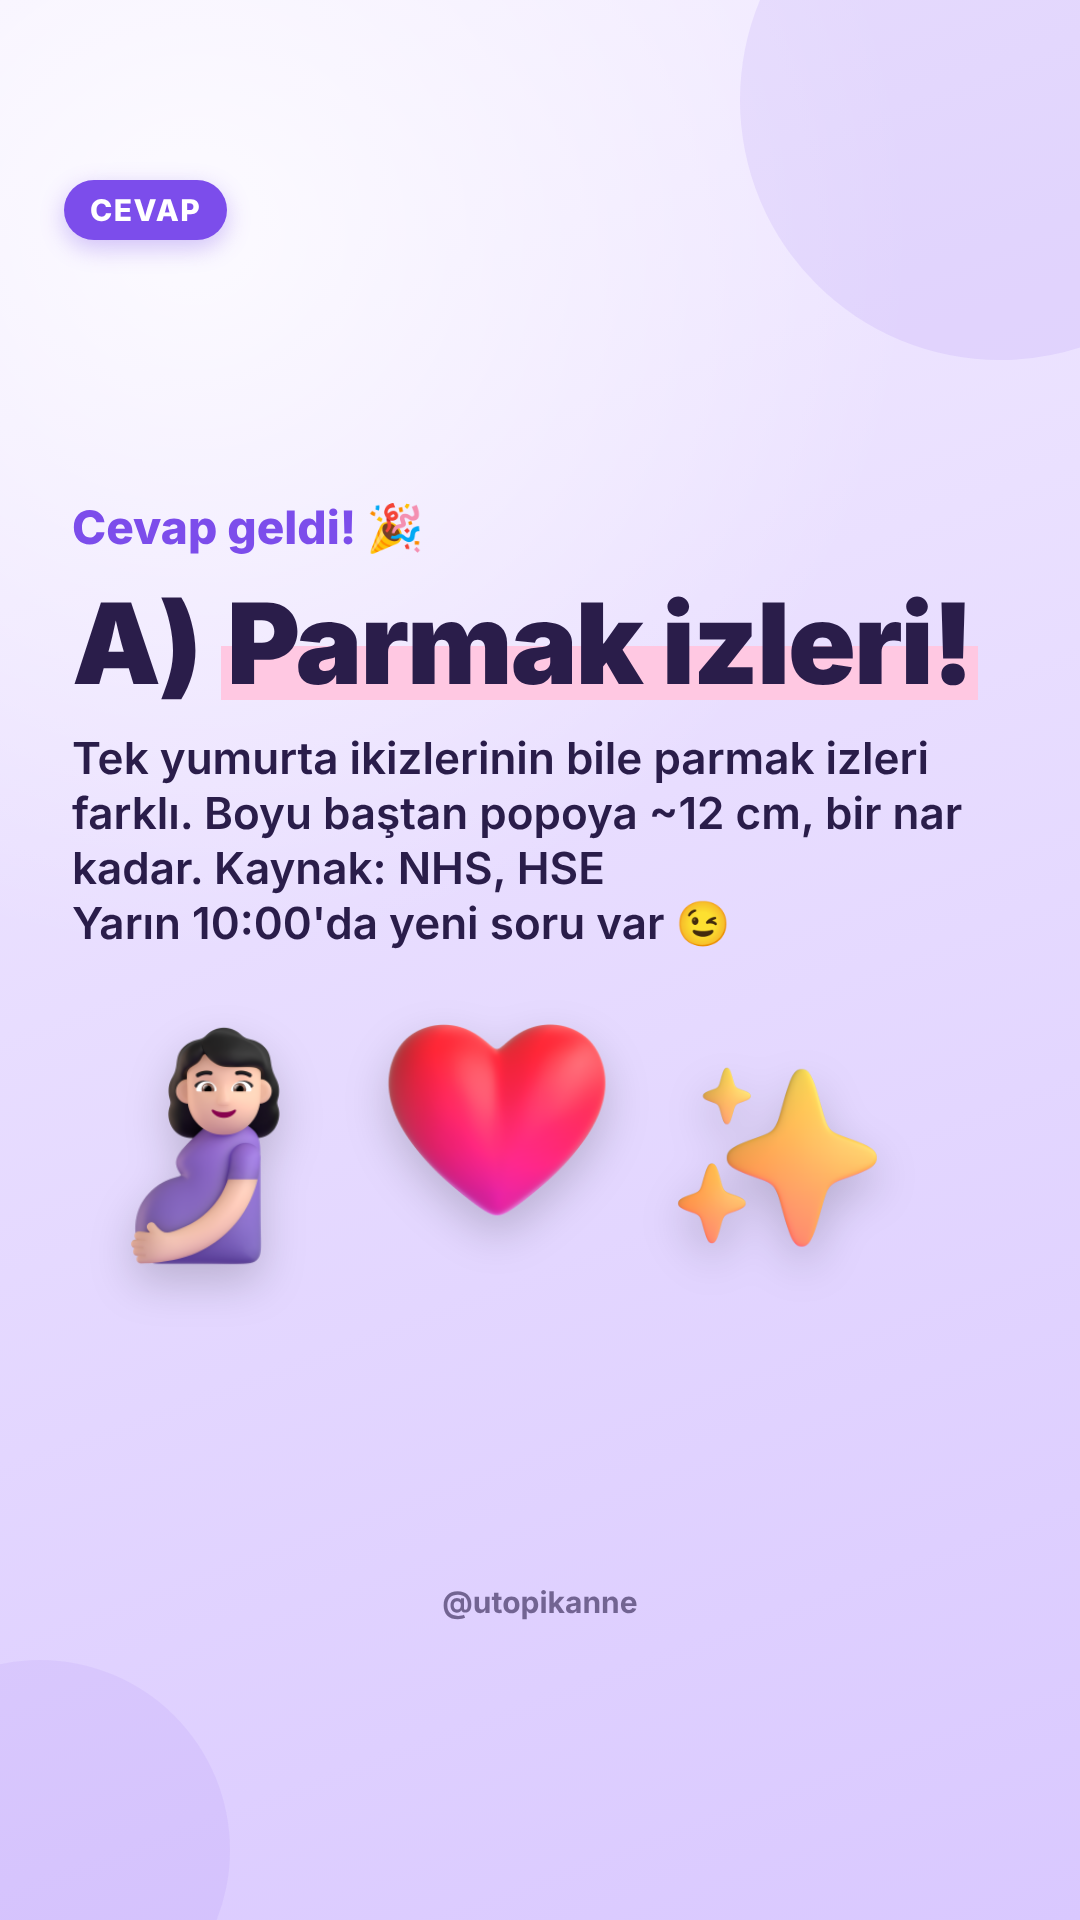 CEVAP
Cevap geldi! 🎉
A) Parmak izleri!
Tek yumurta ikizlerinin bile parmak izleri
farklı. Boyu baştan popoya ~12 cm, bir nar
kadar. Kaynak: NHS, HSE
Yarın 10:00'da yeni soru var 😉
@utopikanne